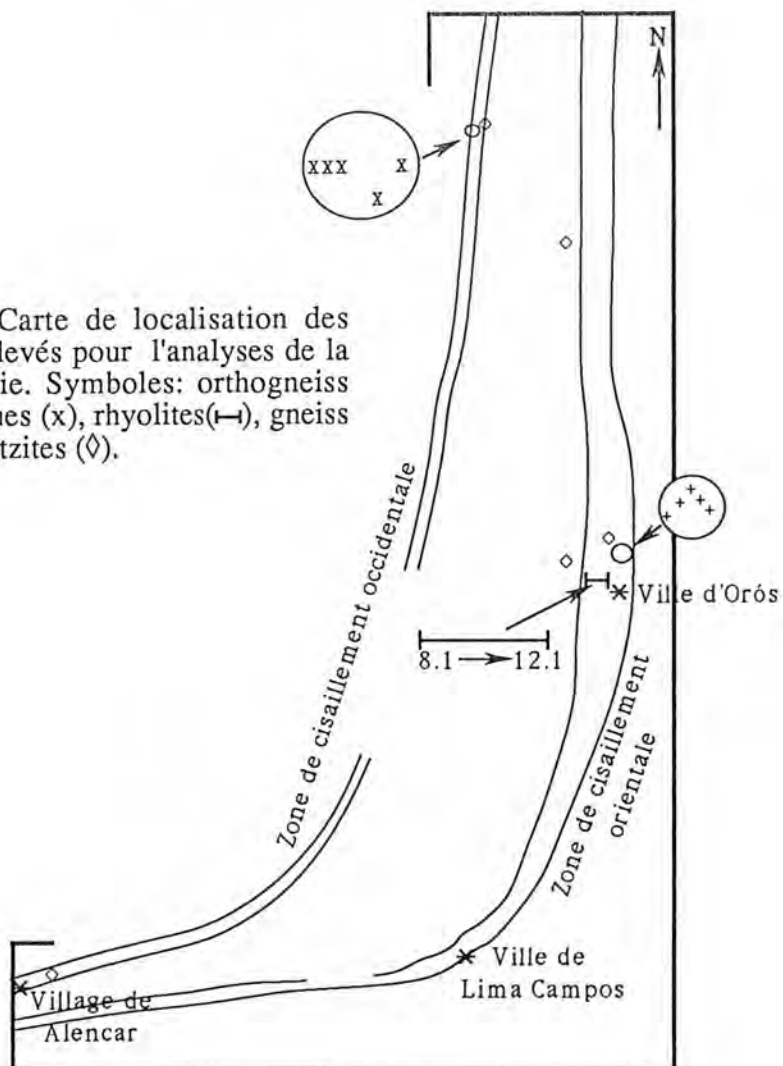 N
xxx x
x
Carte de localisation des
levés pour l'analyses de la
ie. Symboles: orthogneiss
ues (x), rhyolites(), gneiss
tzites (◊).
Zone de cisaillement occidentale
+ + + + +
Ville d'Orós
8.1 → 12.1
Zone de cisaillement
orientale
Ville de
Lima Campos
Village de
Alencar